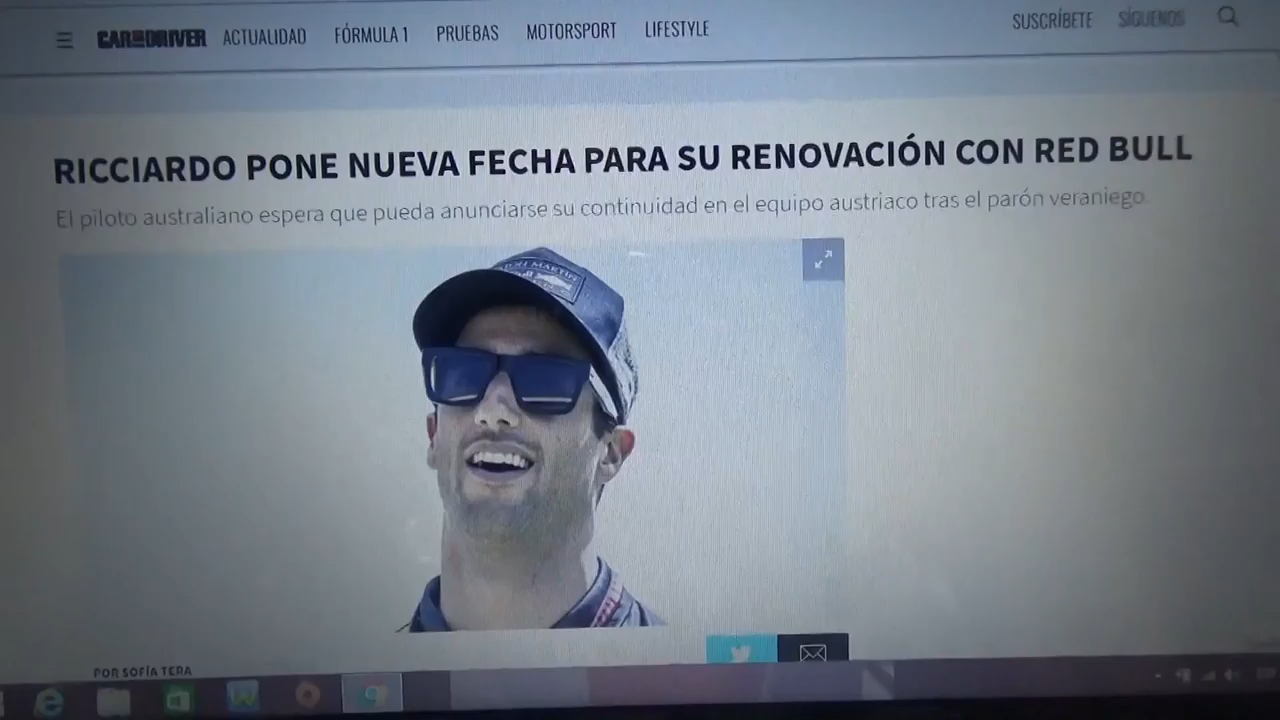 CAR AND DRIVER ACTUALIDAD FÓRMULA 1 PRUEBAS MOTORSPORT LIFESTYLE SUSCRÍBETE SÍGUENOS
RICCIARDO PONE NUEVA FECHA PARA SU RENOVACIÓN CON RED BULL
El piloto australiano espera que pueda anunciarse su continuidad en el equipo austriaco tras el parón veraniego.
MARTIN
POR SOFÍA TERA